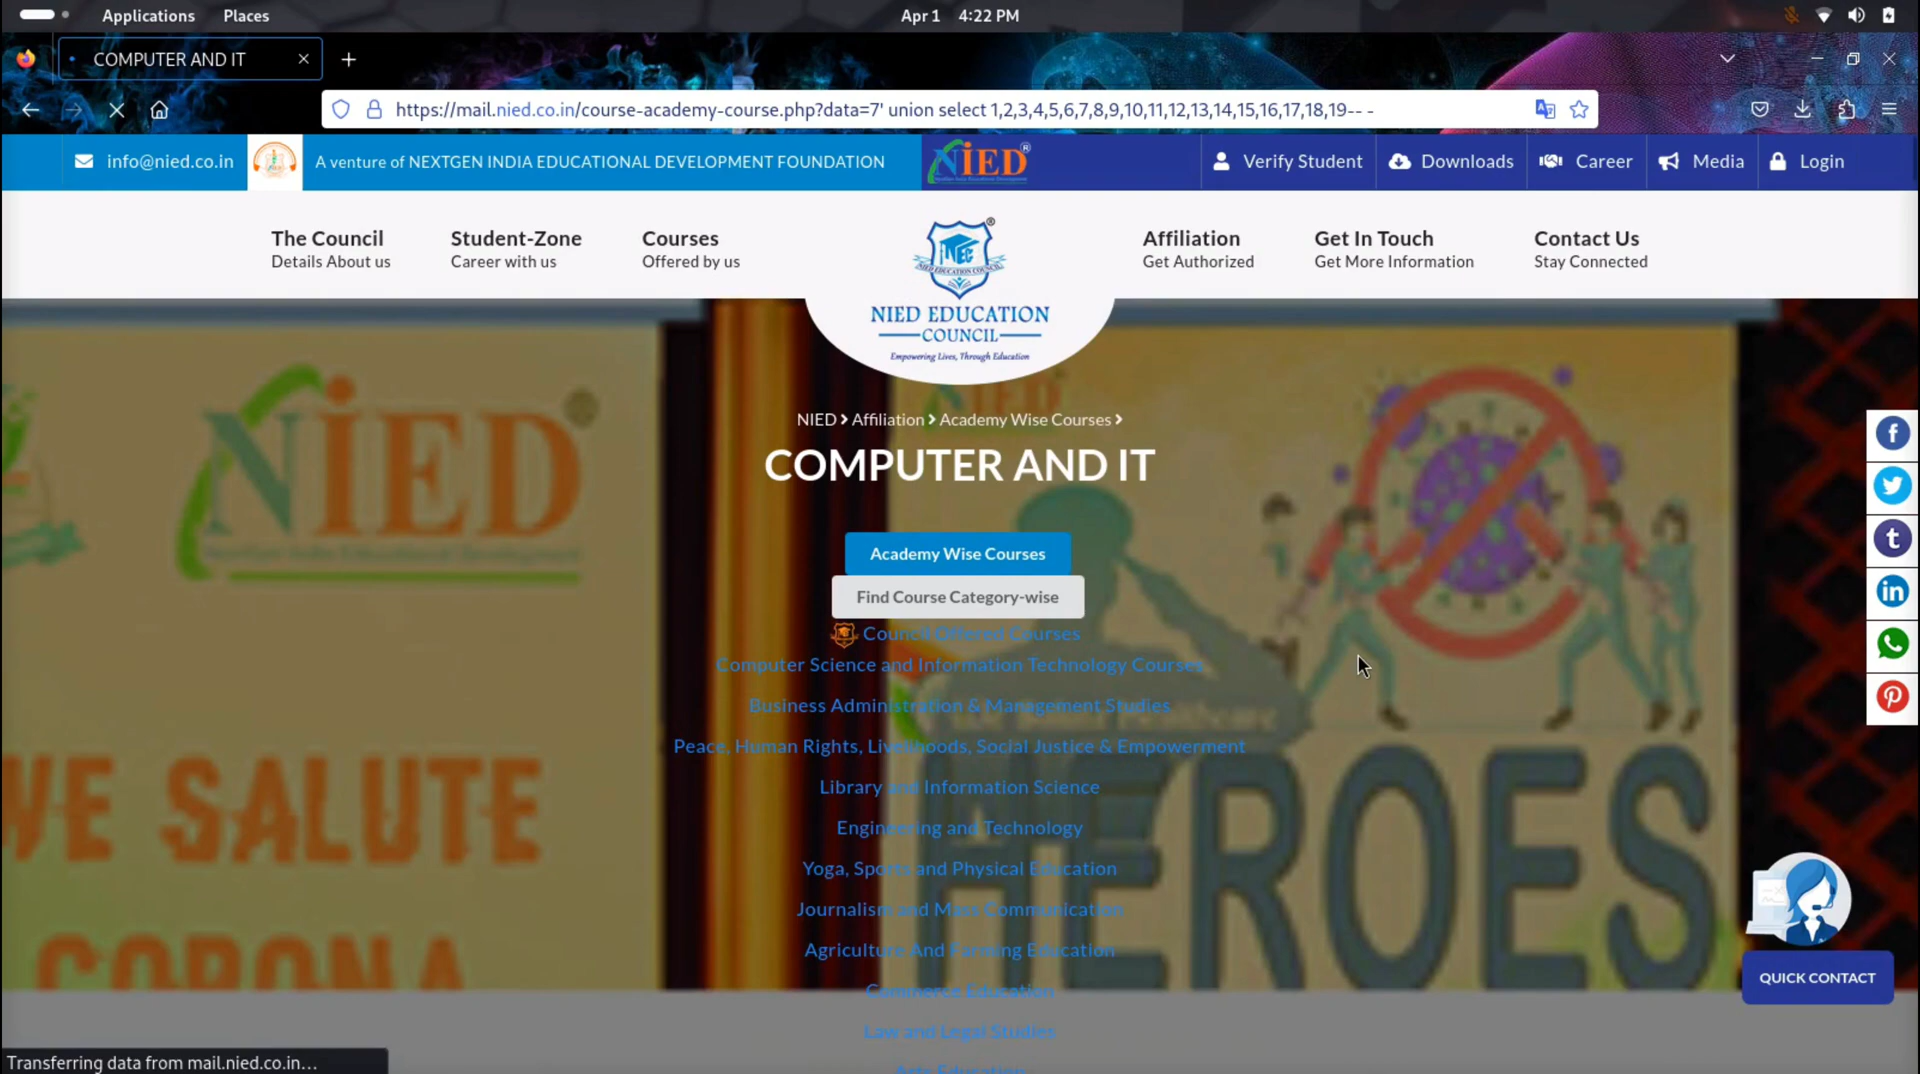 Applications Places Apr 1 4:22 PM
COMPUTER AND IT
https://mail.nied.co.in/course-academy-course.php?data=7' union select 1,2,3,4,5,6,7,8,9,10,11,12,13,14,15,16,17,18,19-- -
info@nied.co.in A venture of NEXTGEN INDIA EDUCATIONAL DEVELOPMENT FOUNDATION NiED Verify Student Downloads Career Media Login
The Council Student-Zone Courses Affiliation Get In Touch Contact Us
Details About us Career with us Offered by us Get Authorized Get More Information Stay Connected
NEC
NIED EDUCATION COUNCIL
NIED EDUCATION
COUNCIL
Empowering Lives, Through Education
NiED
NIED > Affiliation > Academy Wise Courses >
COMPUTER AND IT
Academy Wise Courses
Find Course Category-wise
Council Offered Courses
Computer Science and Information Technology Courses
Business Administration & Management Studies
Peace, Human Rights, Livelihoods, Social Justice & Empowerment
Library and Information Science
Engineering and Technology
Yoga, Sports and Physical Education
Journalism and Mass Communication
Agriculture And Farming Education
Commerce Education
Law and Legal Studies
Arts Education
WE SALUTE
CORONA
HEROES
QUICK CONTACT
Transferring data from mail.nied.co.in...